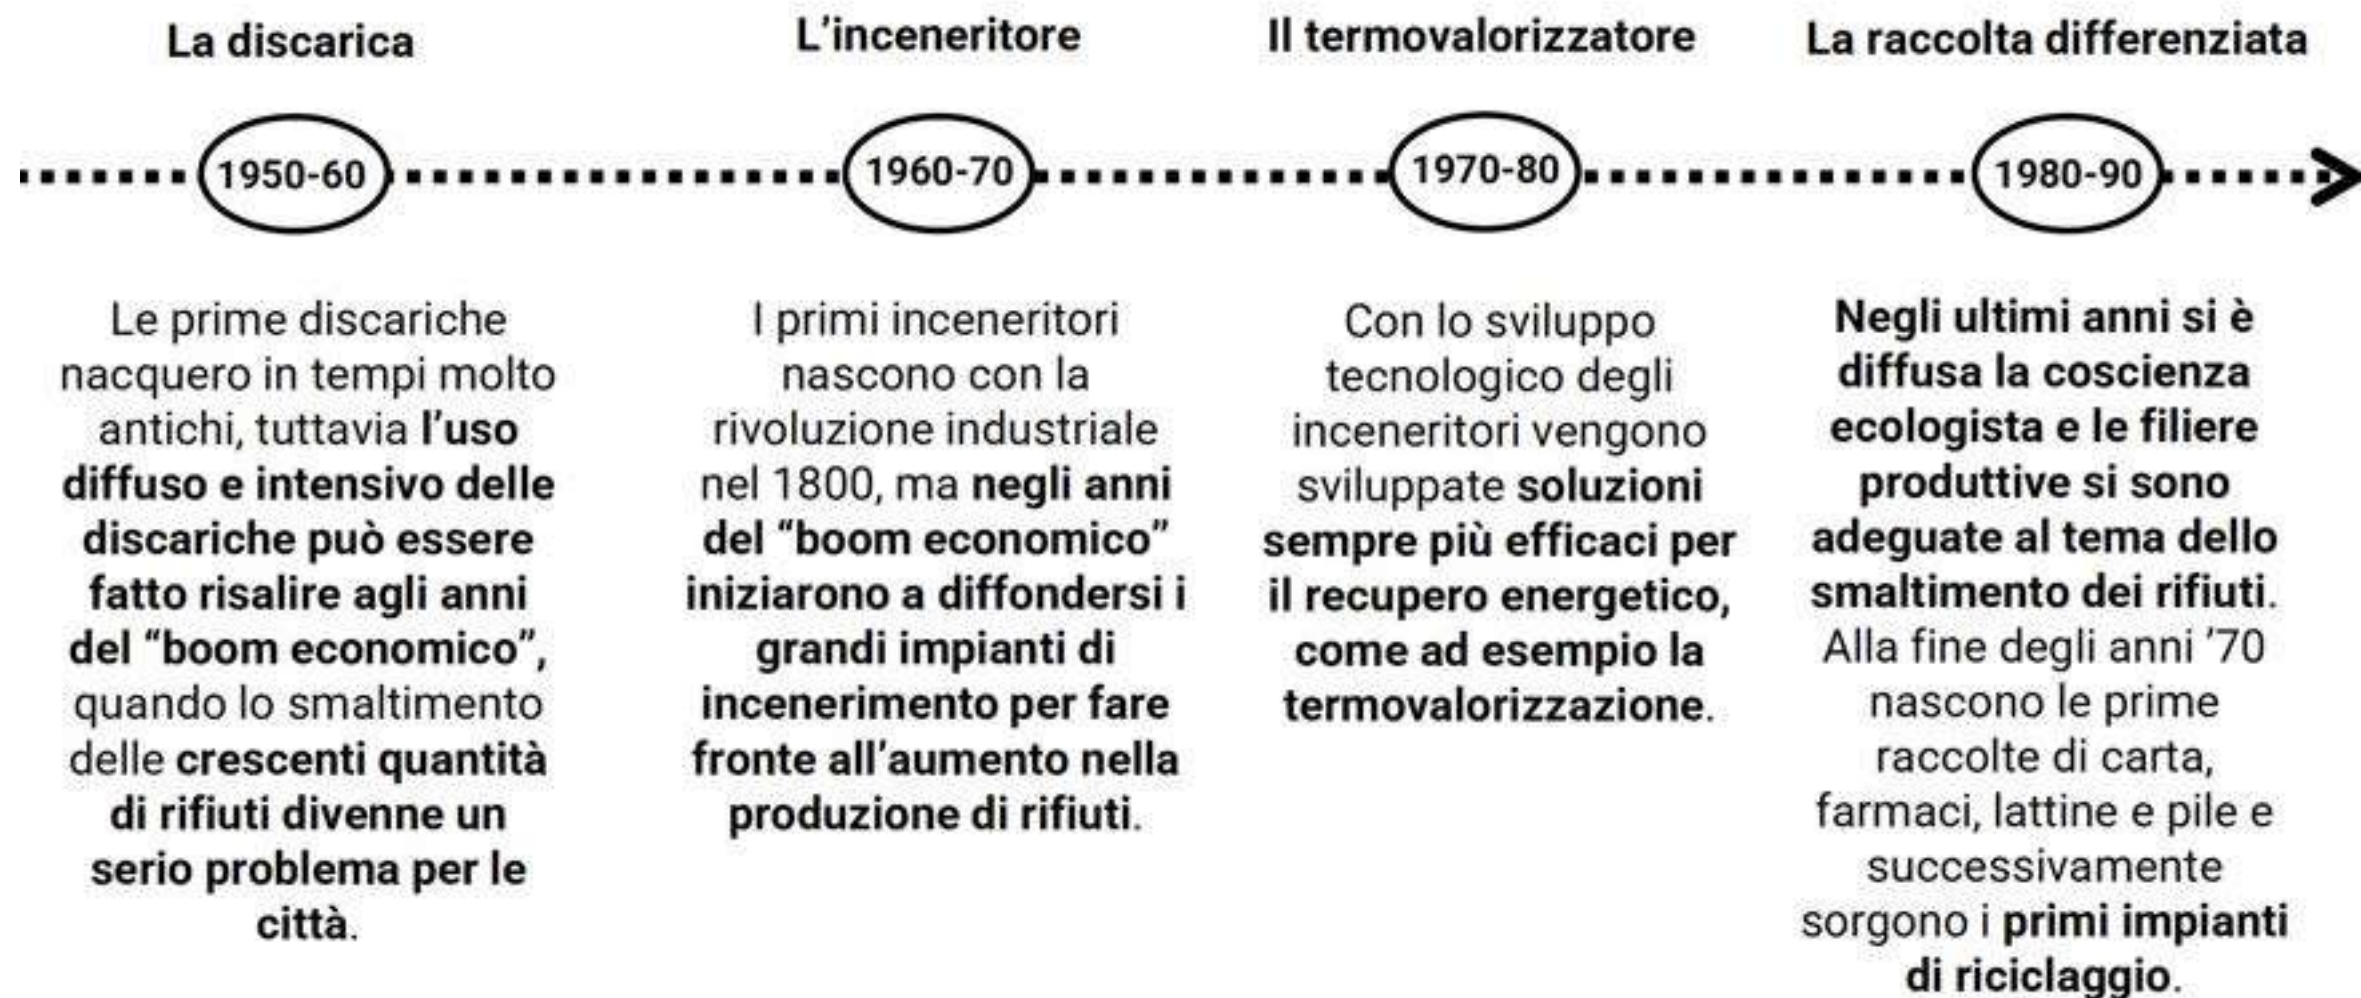 La discarica
1950-60
Le prime discariche
nacquero in tempi molto
antichi, tuttavia l'uso
diffuso e intensivo delle
discariche può essere
fatto risalire agli anni
del “boom economico”,
quando lo smaltimento
delle crescenti quantità
di rifiuti divenne un
serio problema per le
città.
L'inceneritore
1960-70
I primi inceneritori
nascono con la
rivoluzione industriale
nel 1800, ma negli anni
del “boom economico”
iniziarono a diffondersi i
grandi impianti di
incenerimento per fare
fronte all'aumento nella
produzione di rifiuti.
Il termovalorizzatore
1970-80
Con lo sviluppo
tecnologico degli
inceneritori vengono
sviluppate soluzioni
sempre più efficaci per
il recupero energetico,
come ad esempio la
termovalorizzazione.
La raccolta differenziata
1980-90
Negli ultimi anni si è
diffusa la coscienza
ecologista e le filiere
produttive si sono
adeguate al tema dello
smaltimento dei rifiuti.
Alla fine degli anni '70
nascono le prime
raccolte di carta,
farmaci, lattine e pile e
successivamente
sorgono i primi impianti
di riciclaggio.